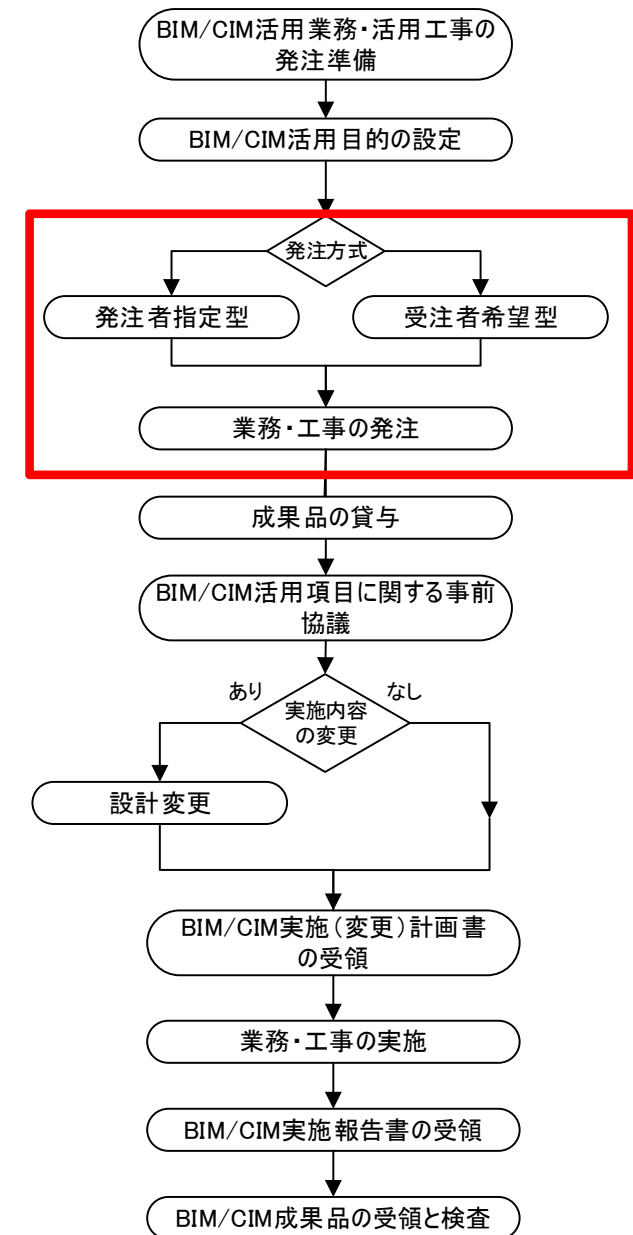 BIM/CIM活用業務・活用工事の
発注準備
BIM/CIM活用目的の設定
発注方式
発注者指定型
受注者希望型
業務・工事の発注
成果品の貸与
BIM/CIM活用項目に関する事前
協議
あり
なし
実施内容
の変更
設計変更
BIM/CIM実施(変更)計画書
の受領
業務・工事の実施
BIM/CIM実施報告書の受領
BIM/CIM成果品の受領と検査